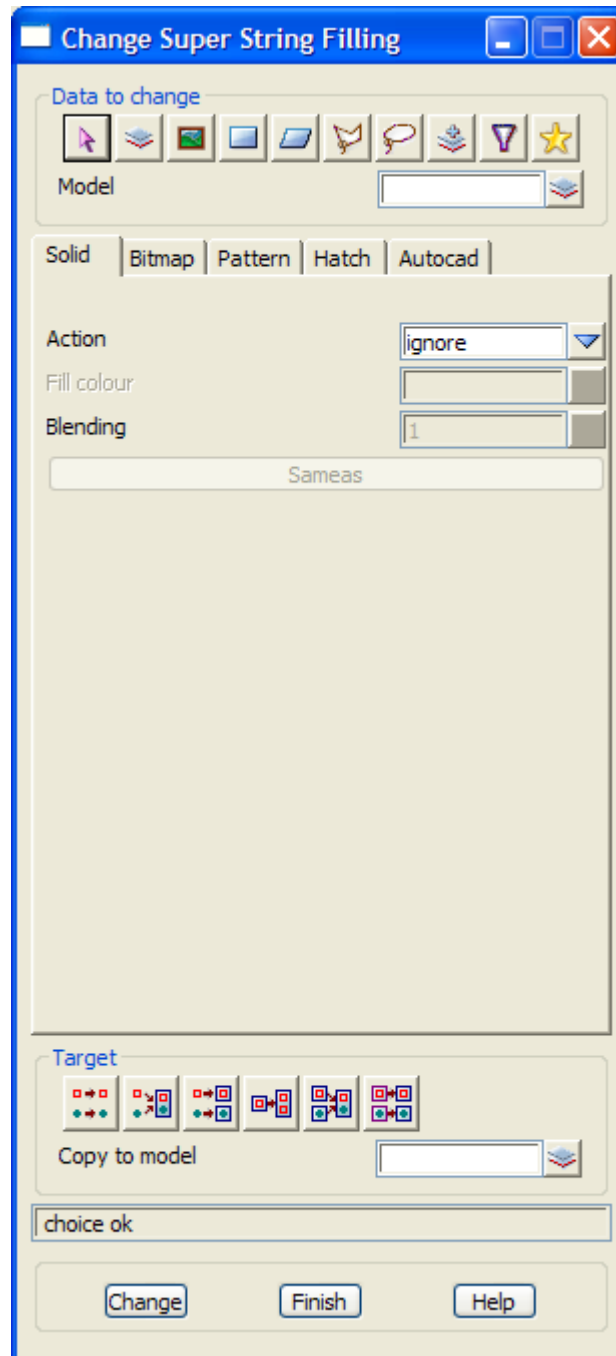 Change Super String Filling
Data to change
Model
Solid Bitmap Pattern Hatch Autocad
Action ignore
Fill colour
Blending 1
Sameas
Target
Copy to model
choice ok
Change Finish Help